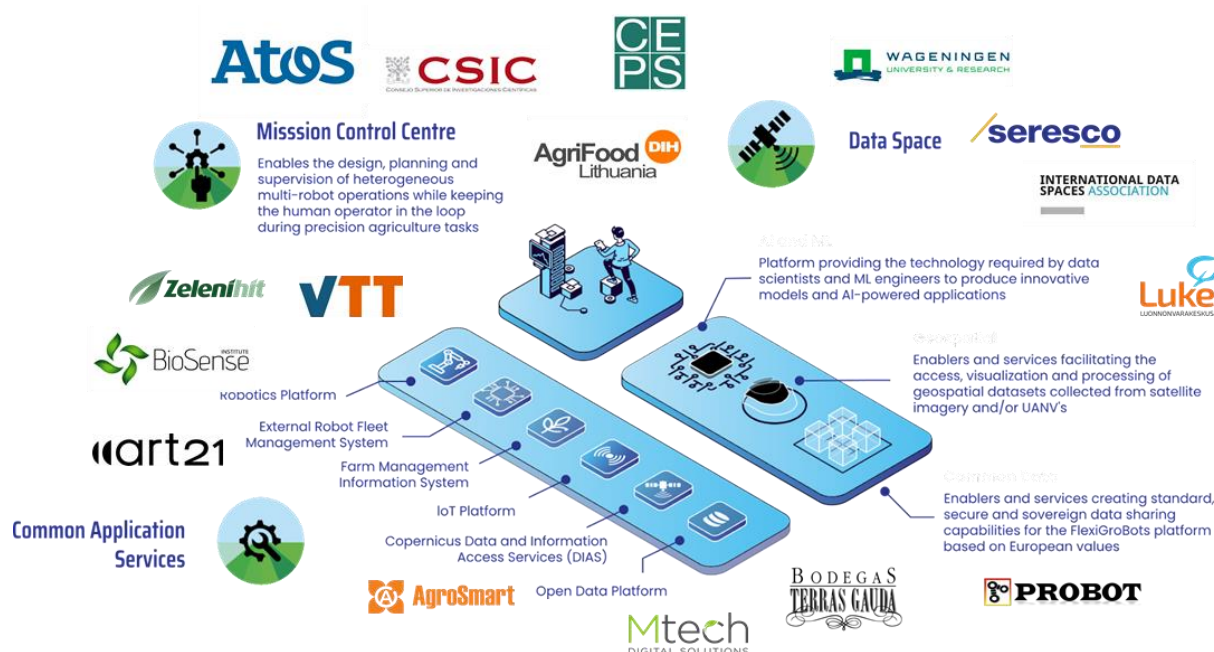 Atos
CSIC
CONSEJO SUPERIOR DE INVESTIGACIONES CIENTÍFICAS
CE
PS
WAGENINGEN
UNIVERSITY & RESEARCH
Misssion Control Centre
Enables the design, planning and
supervision of heterogeneous
multi-robot operations while keeping
the human operator in the loop
during precision agriculture tasks
AgriFood DIH
Lithuania
Data Space
seresco
INTERNATIONAL DATA
SPACES ASSOCIATION
AI and ML
Platform providing the technology required by data
scientists and ML engineers to produce innovative
models and AI-powered applications
Zelenihit
VTT
Luke
LUONNONVARAKESKUS
BioSense
INSTITUTE
Geospatial
Enablers and services facilitating the
access, visualization and processing of
geospatial datasets collected from satellite
imagery and/or UANV's
Robotics Platform
External Robot Fleet
Management System
Farm Management
Information System
IoT Platform
Copernicus Data and Information
Access Services (DIAS)
Open Data Platform
art21
Common Application
Services
Common Data
Enablers and services creating standard,
secure and sovereign data sharing
capabilities for the FlexiGroBots platform
based on European values
AgroSmart
BODEGAS
TERRAS GAUDA
PROBOT
Mtech
DIGITAL SOLUTIONS